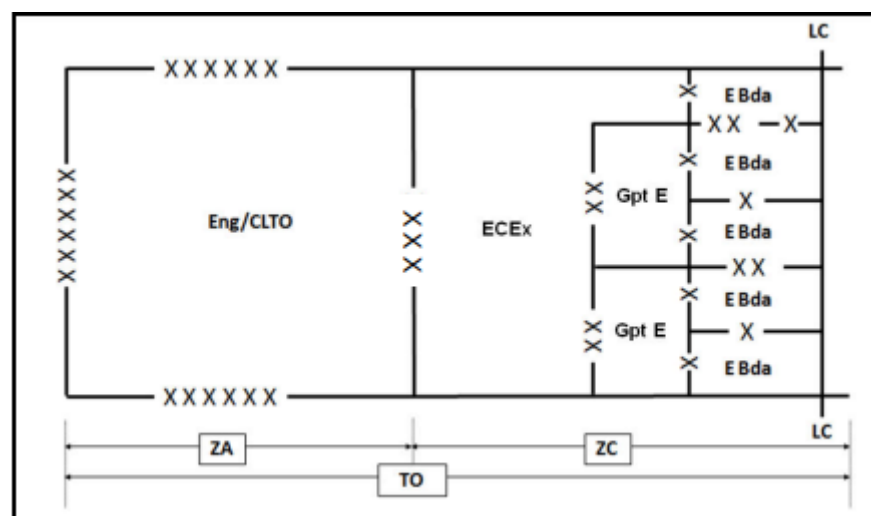 LC
XXXXXX
E Bda
X
XX
X
E Bda
X
XXXXXX
XX
Gpt E
X
Eng/CLTO
XXX
ECEx
X
E Bda
XX
X
E Bda
XX
Gpt E
X
X
E Bda
XXXXXX
LC
ZA
ZC
TO